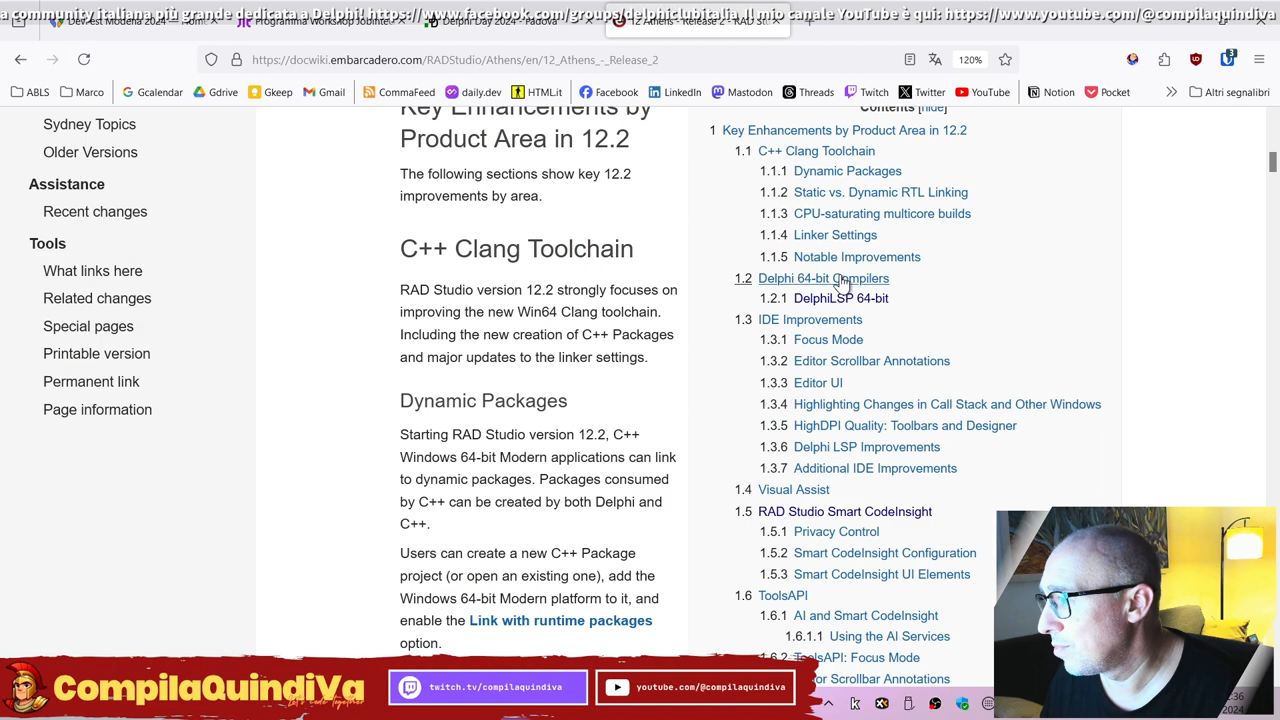 a community italiana più grande dedicata a Delphi! https://www.facebook.com/groups/delphiclubitalia. Il mio canale YouTube è qui: https://www.youtube.com/@compilaquindiva
https://docwiki.embarcadero.com/RADStudio/Athens/en/12_Athens_-_Release_2
120%
ABLS
Marco
Gcalendar
Gdrive
Gkeep
Gmail
CommaFeed
daily.dev
HTML.it
Facebook
LinkedIn
Mastodon
Threads
Twitch
Twitter
YouTube
Notion
Pocket
Altri segnalibri
Sydney Topics
Older Versions
Assistance
Recent changes
Tools
What links here
Related changes
Special pages
Printable version
Permanent link
Page information
Key Enhancements by
Product Area in 12.2
The following sections show key 12.2
improvements by area.
C++ Clang Toolchain
RAD Studio version 12.2 strongly focuses on
improving the new Win64 Clang toolchain.
Including the new creation of C++ Packages
and major updates to the linker settings.
Dynamic Packages
Starting RAD Studio version 12.2, C++
Windows 64-bit Modern applications can link
to dynamic packages. Packages consumed
by C++ can be created by both Delphi and
C++.
Users can create a new C++ Package
project (or open an existing one), add the
Windows 64-bit Modern platform to it, and
enable the Link with runtime packages
option.
Contents [hide]
1 Key Enhancements by Product Area in 12.2
1.1 C++ Clang Toolchain
1.1.1 Dynamic Packages
1.1.2 Static vs. Dynamic RTL Linking
1.1.3 CPU-saturating multicore builds
1.1.4 Linker Settings
1.1.5 Notable Improvements
1.2 Delphi 64-bit Compilers
1.2.1 DelphiLSP 64-bit
1.3 IDE Improvements
1.3.1 Focus Mode
1.3.2 Editor Scrollbar Annotations
1.3.3 Editor UI
1.3.4 Highlighting Changes in Call Stack and Other Windows
1.3.5 HighDPI Quality: Toolbars and Designer
1.3.6 Delphi LSP Improvements
1.3.7 Additional IDE Improvements
1.4 Visual Assist
1.5 RAD Studio Smart CodeInsight
1.5.1 Privacy Control
1.5.2 Smart CodeInsight Configuration
1.5.3 Smart CodeInsight UI Elements
1.6 ToolsAPI
1.6.1 AI and Smart CodeInsight
1.6.1.1 Using the AI Services
1.6.2 ToolsAPI: Focus Mode
Scrollbar Annotations
CompilaQuindiVa
Let's code together
twitch.tv/compilaquindiva
youtube.com/@compilaquindiva